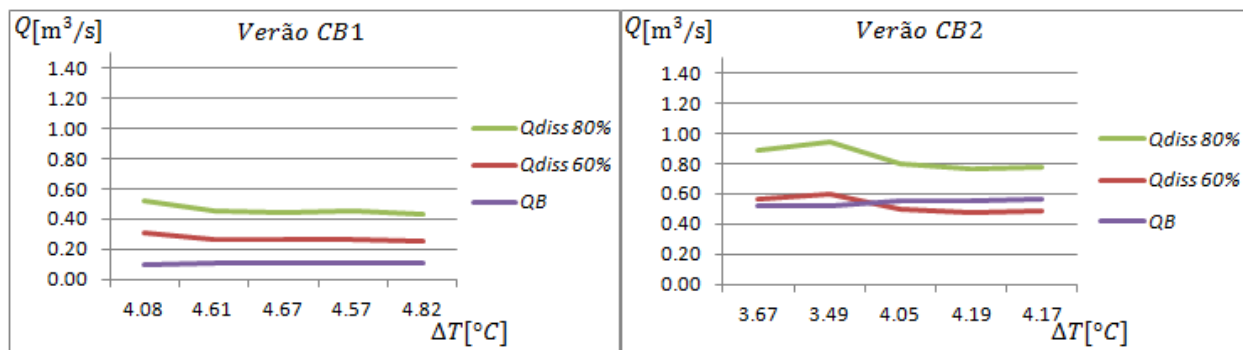 Q[m³/s]
Verão CB1
1.40
1.20
1.00
0.80
0.60
0.40
0.20
0.00
4.08 4.61 4.67 4.57 4.82
ΔT[°C]
Qdiss 80%
Qdiss 60%
QB
Q[m³/s]
Verão CB2
1.40
1.20
1.00
0.80
0.60
0.40
0.20
0.00
3.67 3.49 4.05 4.19 4.17
ΔT[°C]
Qdiss 80%
Qdiss 60%
QB